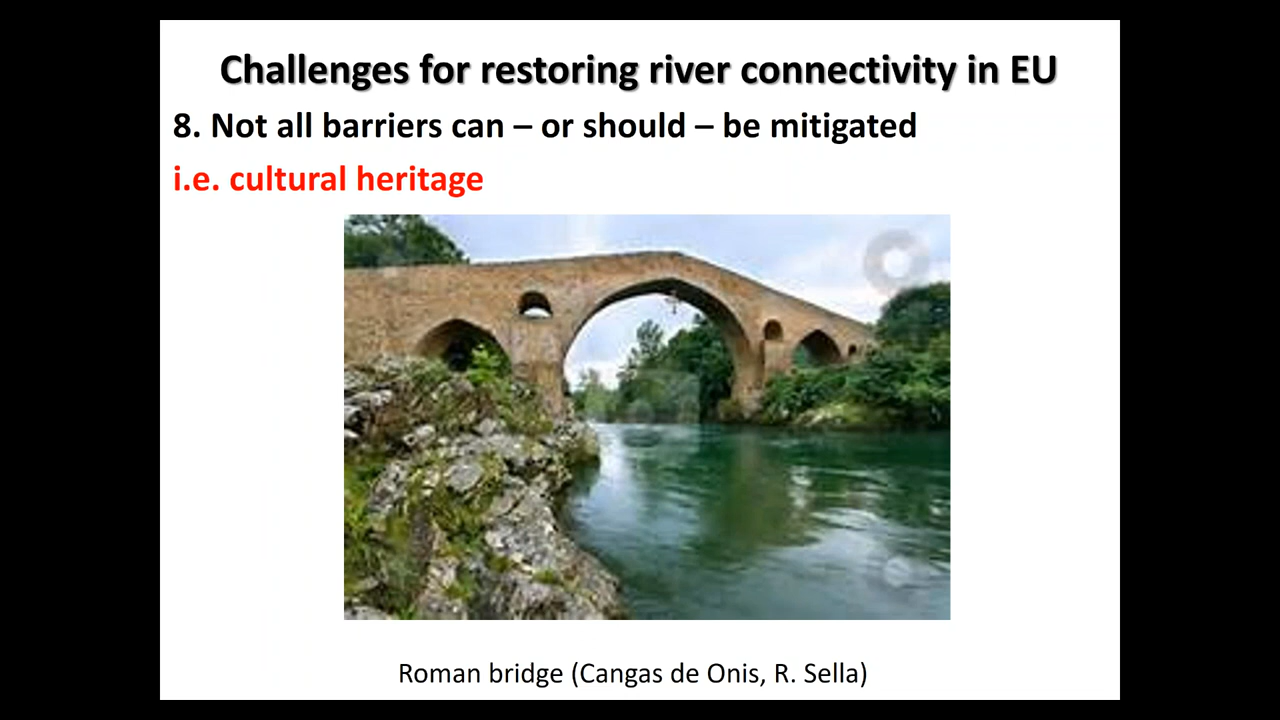 Challenges for restoring river connectivity in EU
8. Not all barriers can – or should – be mitigated
i.e. cultural heritage
Roman bridge (Cangas de Onis, R. Sella)